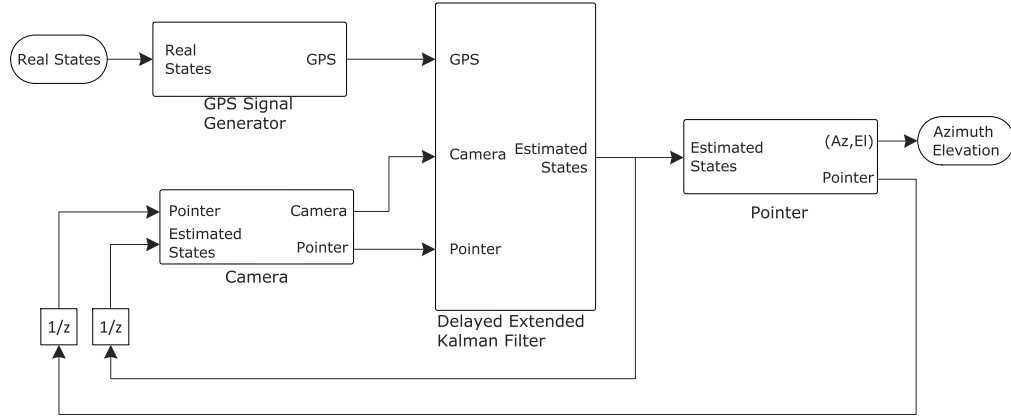 Real States
Real
States
GPS
GPS Signal
Generator
GPS
Camera
Estimated
States
Pointer
Delayed Extended
Kalman Filter
Pointer
Estimated
States
Camera
Pointer
Camera
1/z
1/z
Estimated
States
(Az,El)
Pointer
Pointer
Azimuth
Elevation